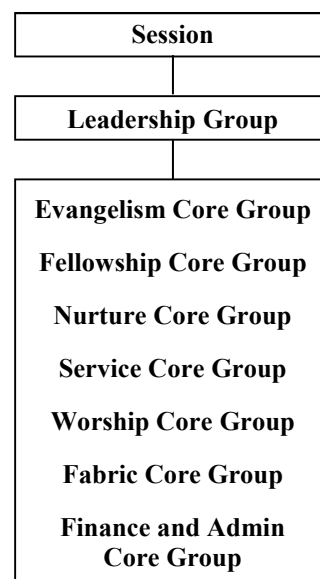 Session
Leadership Group
Evangelism Core Group
Fellowship Core Group
Nurture Core Group
Service Core Group
Worship Core Group
Fabric Core Group
Finance and Admin
Core Group